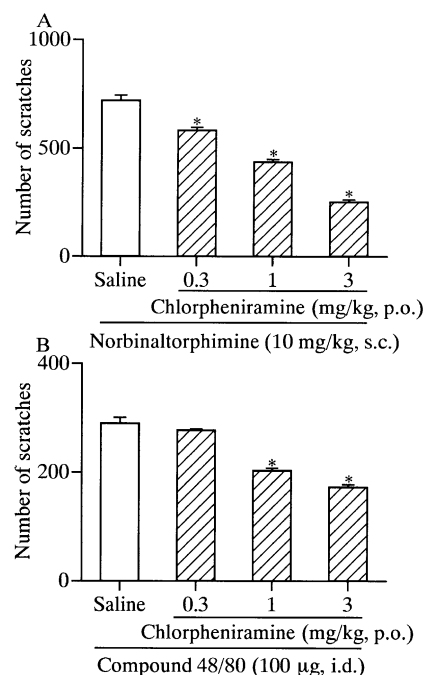 A
1000
500
0
Number of scratches
*
*
*
Saline 0.3 1 3
Chlorpheniramine (mg/kg, p.o.)
Norbinaltorphimine (10 mg/kg, s.c.)
B
400
200
0
Number of scratches
*
*
Saline 0.3 1 3
Chlorpheniramine (mg/kg, p.o.)
Compound 48/80 (100 μg, i.d.)